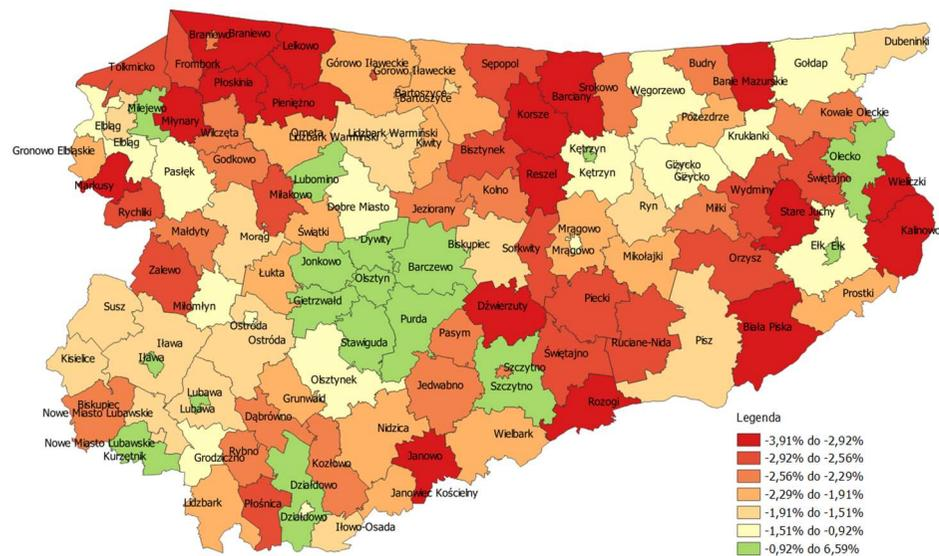 Dubeninki
Braniewo
Braniewo
Lelkowo
Gołdap
Frombork
Tolkmicko
Górowo Iławeckie
Górowo Iławeckie
Sępopol
Budry
Banie Mazurskie
Płoskinia
Węgorzewo
Srokowo
Barciany
Bartoszyce
Bartoszyce
Pieniężno
Milejewo
Młynary
Korsze
Pozezdrze
Kowale Oleckie
Elbląg
Wilczęta
Orneta
Lidzbark Warmiński
Lidzbark Warmiński
Kruklanki
Elbląg
Kiwity
Gronowo Elbląskie
Bisztynek
Kętrzyn
Godkowo
Olecko
Pasłęk
Giżycko
Giżycko
Kętrzyn
Reszel
Świętajno
Lubomino
Markusy
Wieliczki
Kolno
Wydminy
Miłakowo
Dobre Miasto
Jeziorany
Ryn
Miłki
Stare Juchy
Rychliki
Małdyty
Morąg
Świątki
Mrągowo
Kalinowo
Dywity
Biskupiec
Sorkwity
Ełk
Ełk
Mrągowo
Mikołajki
Orzysz
Jonkowo
Barczewo
Zalewo
Łukta
Olsztyn
Prostki
Gietrzwałd
Piecki
Susz
Miłomłyn
Dźwierzuty
Purda
Ostróda
Biała Piska
Pasym
Ostróda
Stawiguda
Ruciane-Nida
Pisz
Iława
Świętajno
Kisielice
Iława
Szczytno
Olsztynek
Jedwabno
Szczytno
Lubawa
Grunwald
Biskupiec
Lubawa
Rozogi
Nowe Miasto Lubawskie
Dąbrówno
Nidzica
Wielbark
Nowe Miasto Lubawskie
Rybno
Kurzętnik
Grodziczno
Kozłowo
Janowo
Działdowo
Janowiec Kościelny
Lidzbark
Płośnica
Działdowo
Iłowo-Osada
Legenda
-3,91% do -2,92%
-2,92% do -2,56%
-2,56% do -2,29%
-2,29% do -1,91%
-1,91% do -1,51%
-1,51% do -0,92%
-0,92% do 6,59%